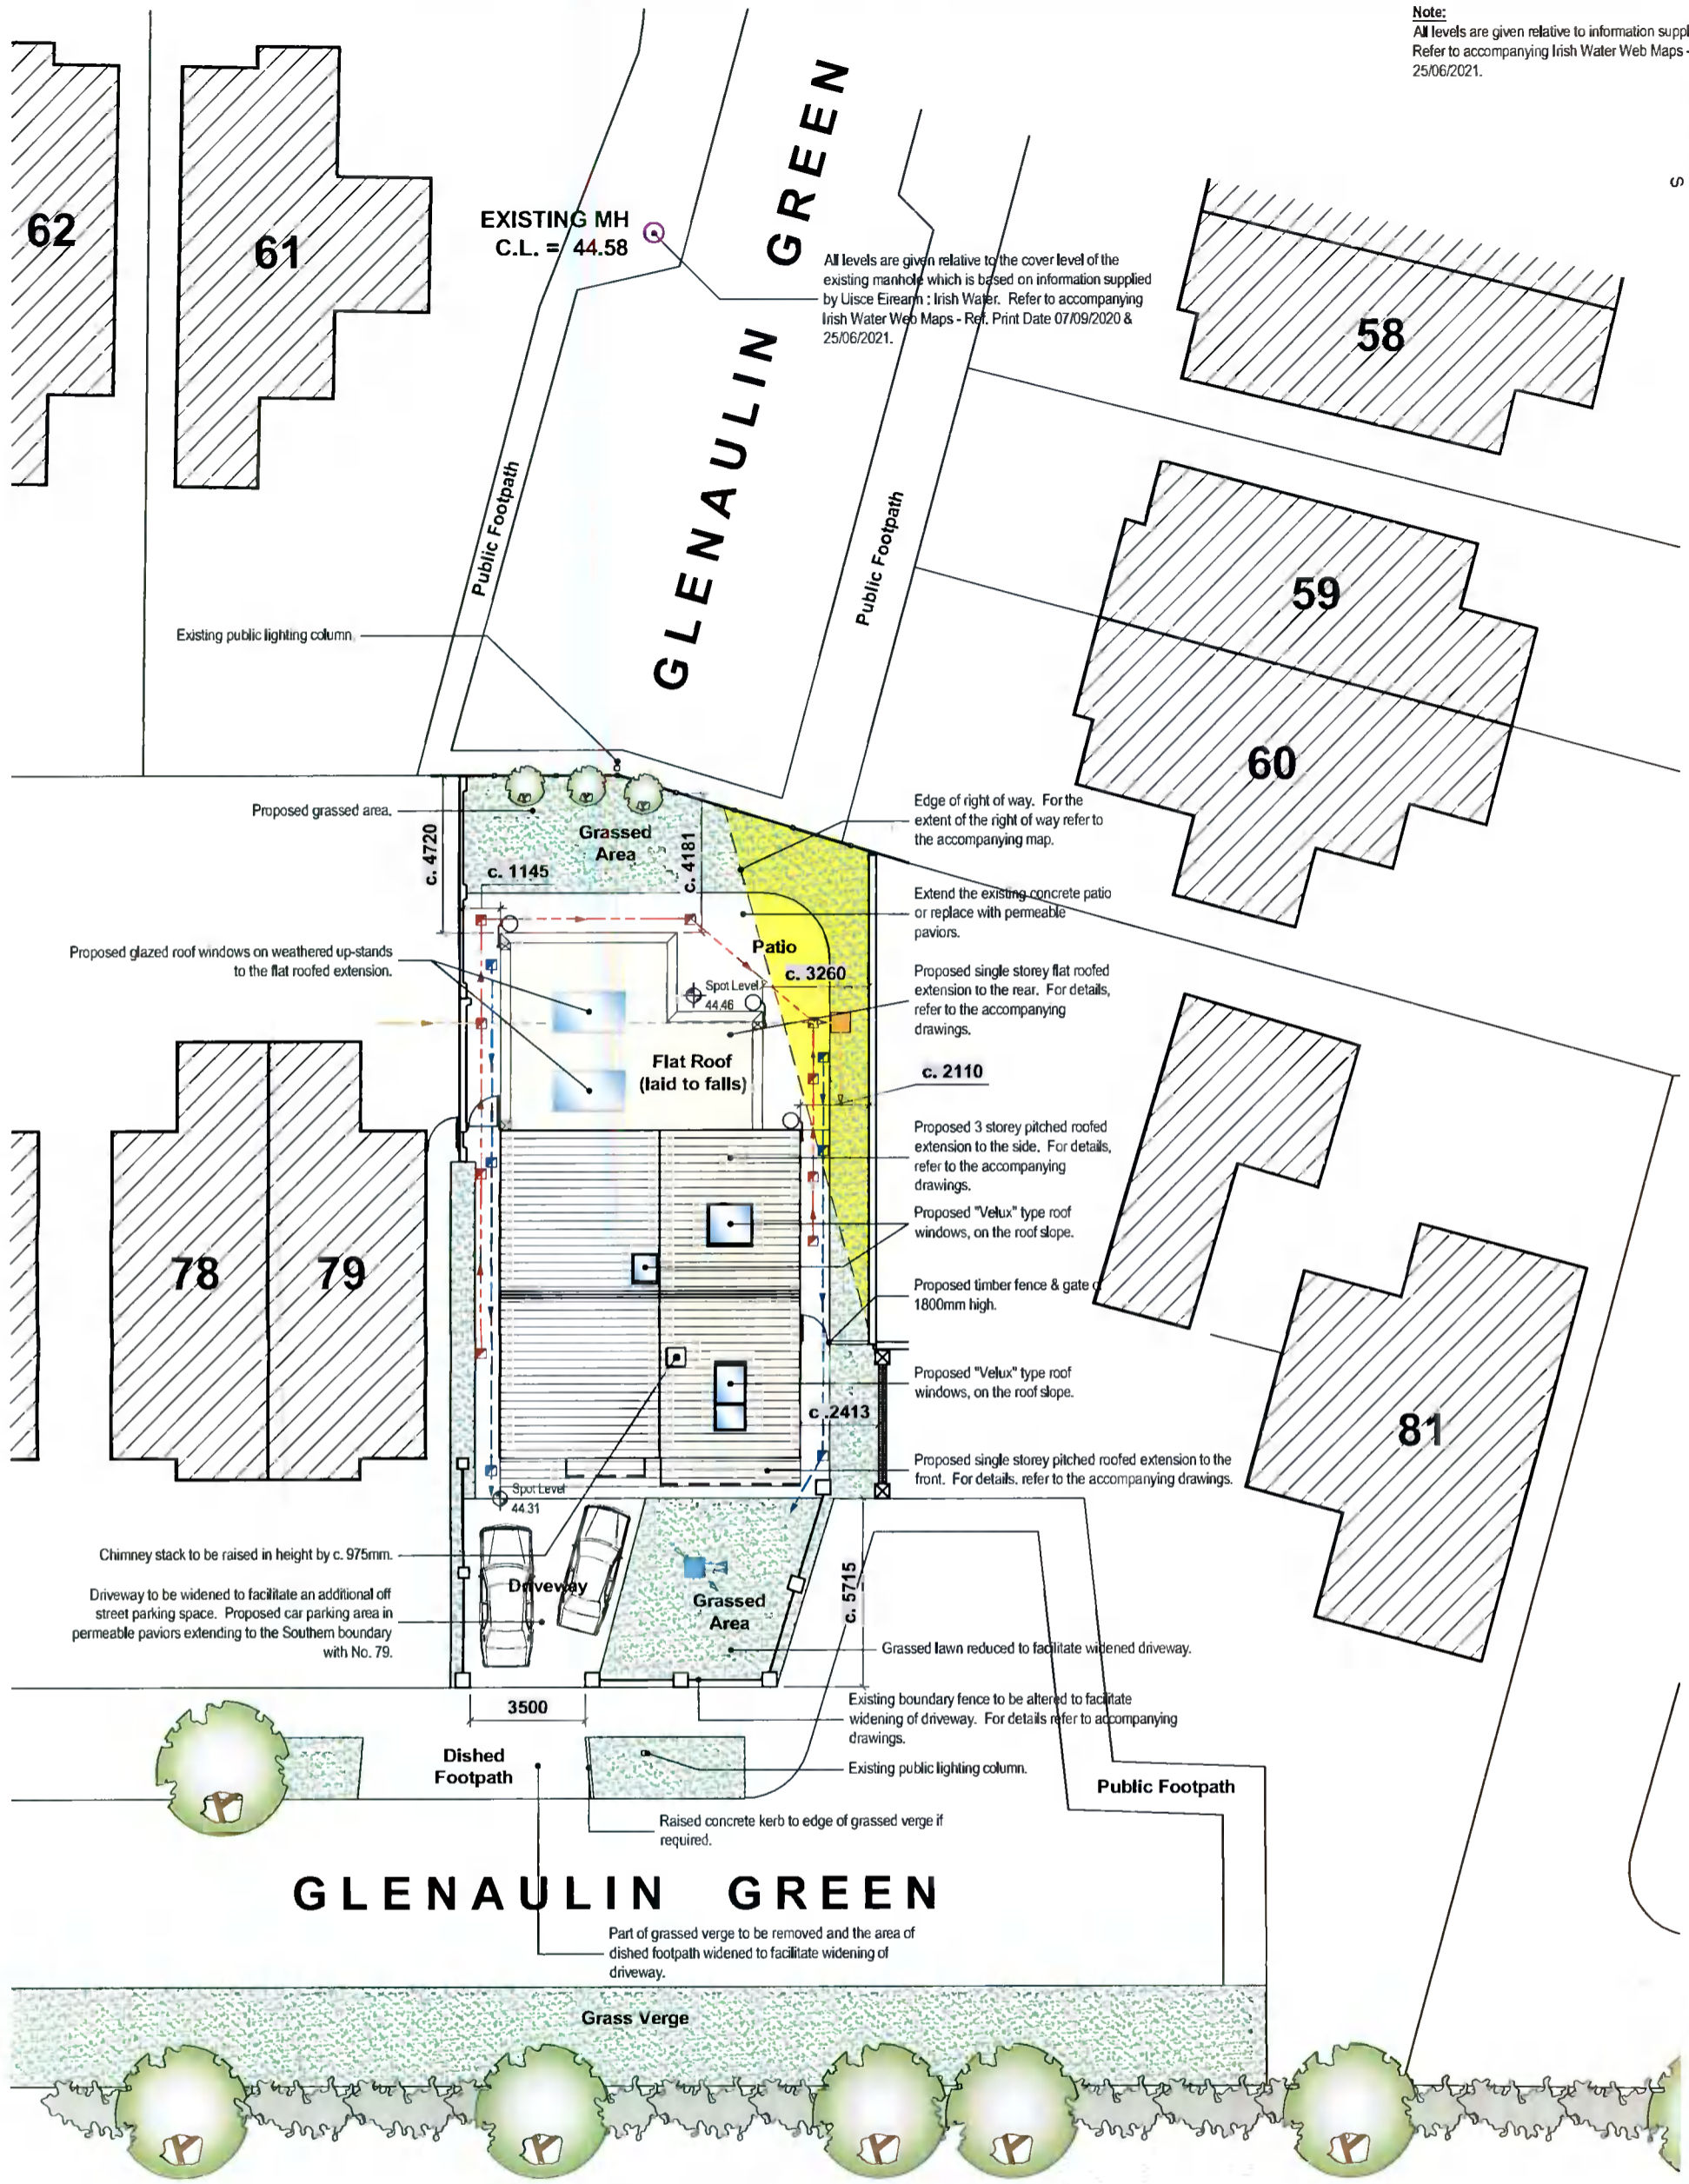 Note:
All levels are given relative to information suppl
Refer to accompanying Irish Water Web Maps -
25/06/2021.
S
62
61
EXISTING MH
C.L. = 44.58
GLENAULIN GREEN
All levels are given relative to the cover level of the
existing manhole which is based on information supplied
by Uisce Eireann : Irish Water. Refer to accompanying
Irish Water Web Maps - Ref. Print Date 07/09/2020 &
25/06/2021.
58
Public Footpath
Public Footpath
59
60
Existing public lighting column.
Proposed grassed area.
Grassed
Area
c. 4720
c. 4181
c. 1145
Edge of right of way. For the
extent of the right of way refer to
the accompanying map.
Extend the existing concrete patio
or replace with permeable
paviors.
Proposed glazed roof windows on weathered up-stands
to the flat roofed extension.
Patio
c. 3260
Spot Level
44.46
Proposed single storey flat roofed
extension to the rear. For details,
refer to the accompanying
drawings.
Flat Roof
(laid to falls)
c. 2110
Proposed 3 storey pitched roofed
extension to the side. For details,
refer to the accompanying
drawings.
Proposed "Velux" type roof
windows, on the roof slope.
78
79
Proposed timber fence & gate c
1800mm high.
Proposed "Velux" type roof
windows, on the roof slope.
c .2413
81
Proposed single storey pitched roofed extension to the
front. For details, refer to the accompanying drawings.
Spot Level
44.31
Chimney stack to be raised in height by c. 975mm.
Driveway
Driveway to be widened to facilitate an additional off
street parking space. Proposed car parking area in
permeable paviors extending to the Southern boundary
with No. 79.
Grassed
Area
c. 5715
Grassed lawn reduced to facilitate widened driveway.
3500
Existing boundary fence to be altered to facilitate
widening of driveway. For details refer to accompanying
drawings.
Dished
Footpath
Existing public lighting column.
Public Footpath
Raised concrete kerb to edge of grassed verge if
required.
GLENAULIN GREEN
Part of grassed verge to be removed and the area of
dished footpath widened to facilitate widening of
driveway.
Grass Verge